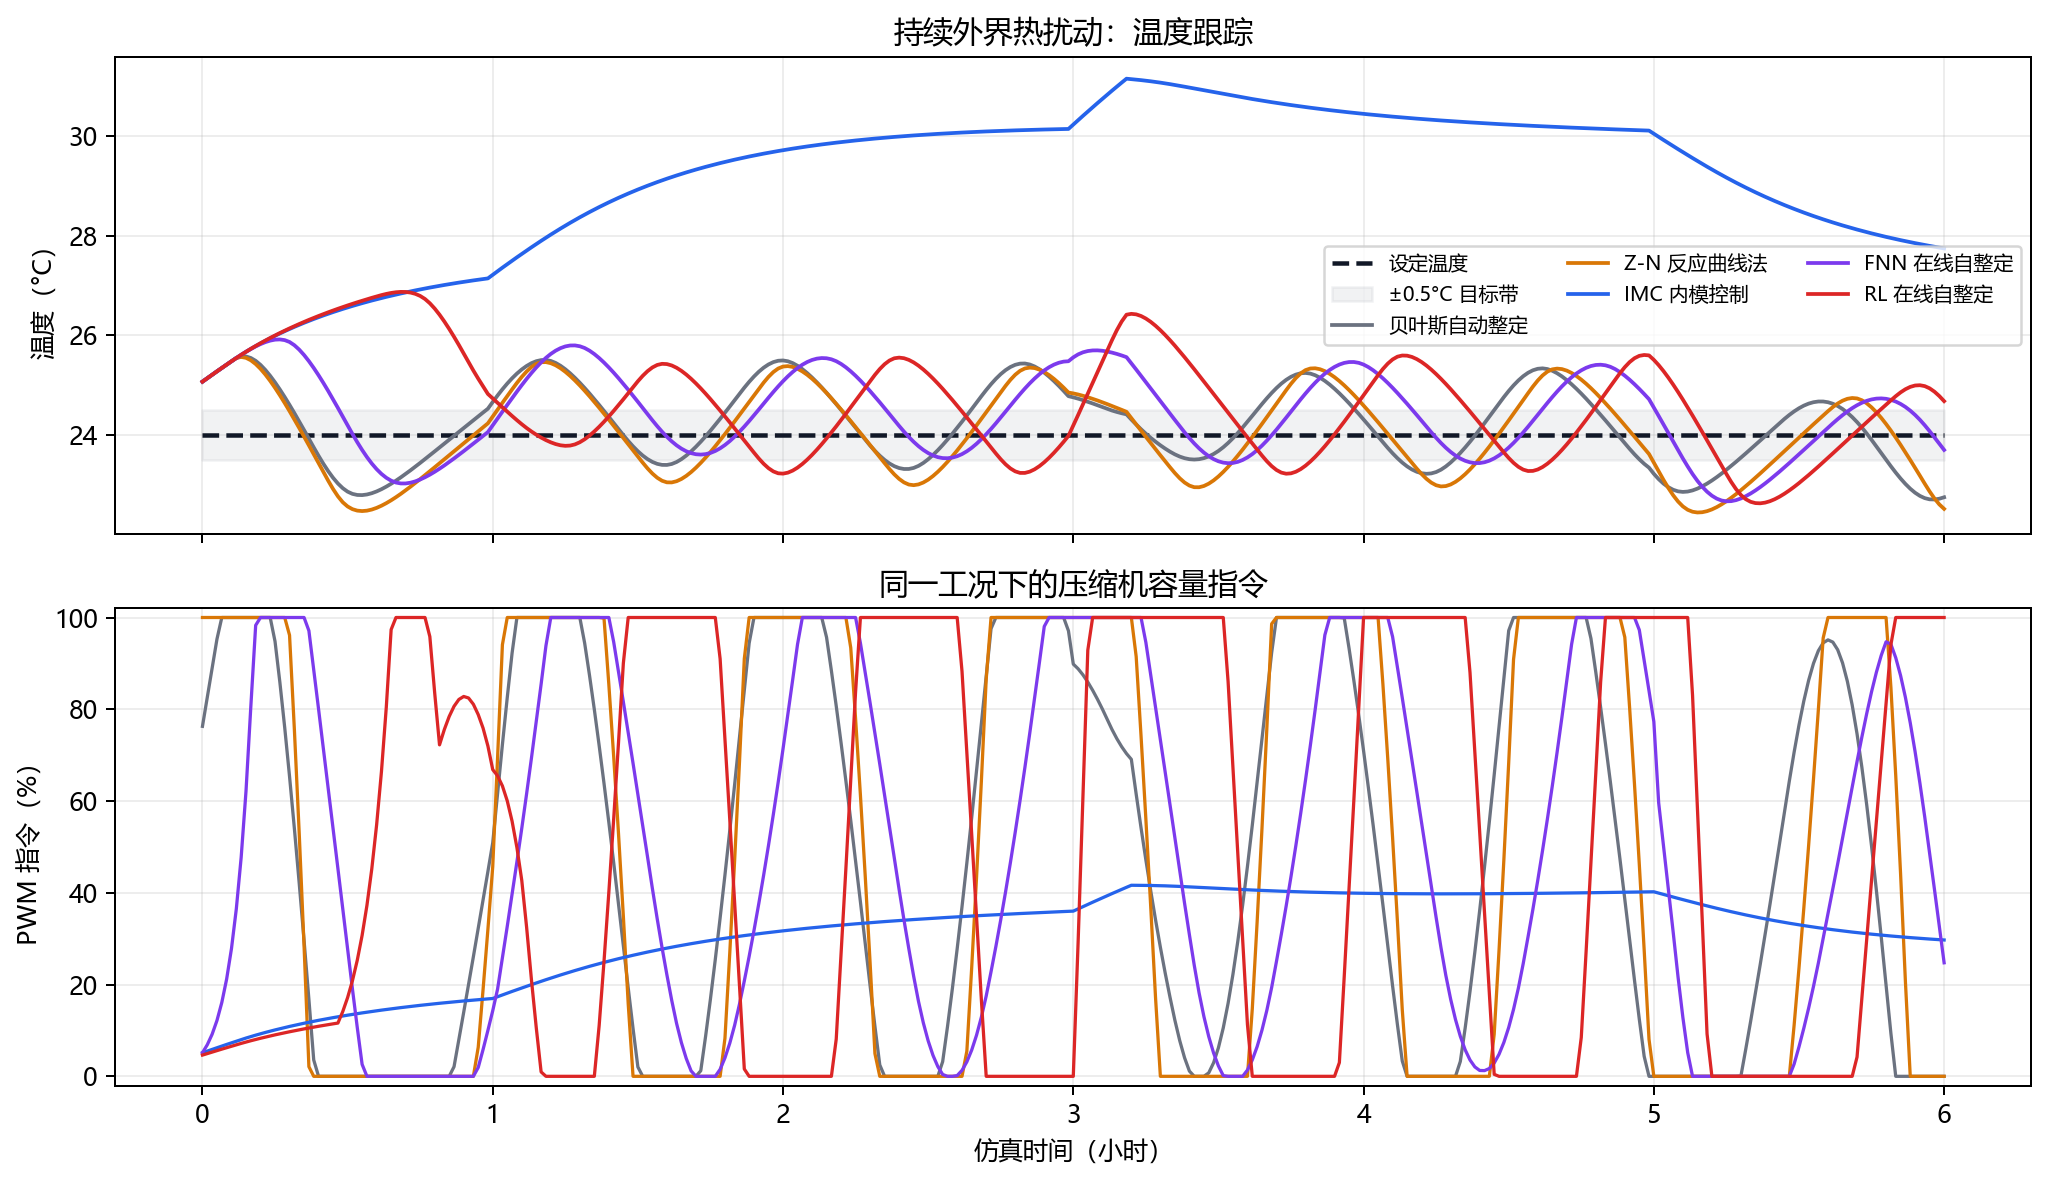 持续外界热扰动：温度跟踪
温度（°C）
30
28
26
24
设定温度
±0.5°C 目标带
贝叶斯自动整定
Z-N 反应曲线法
IMC 内模控制
FNN 在线自整定
RL 在线自整定
同一工况下的压缩机容量指令
PWM 指令（%）
100
80
60
40
20
0
0 1 2 3 4 5 6
仿真时间（小时）